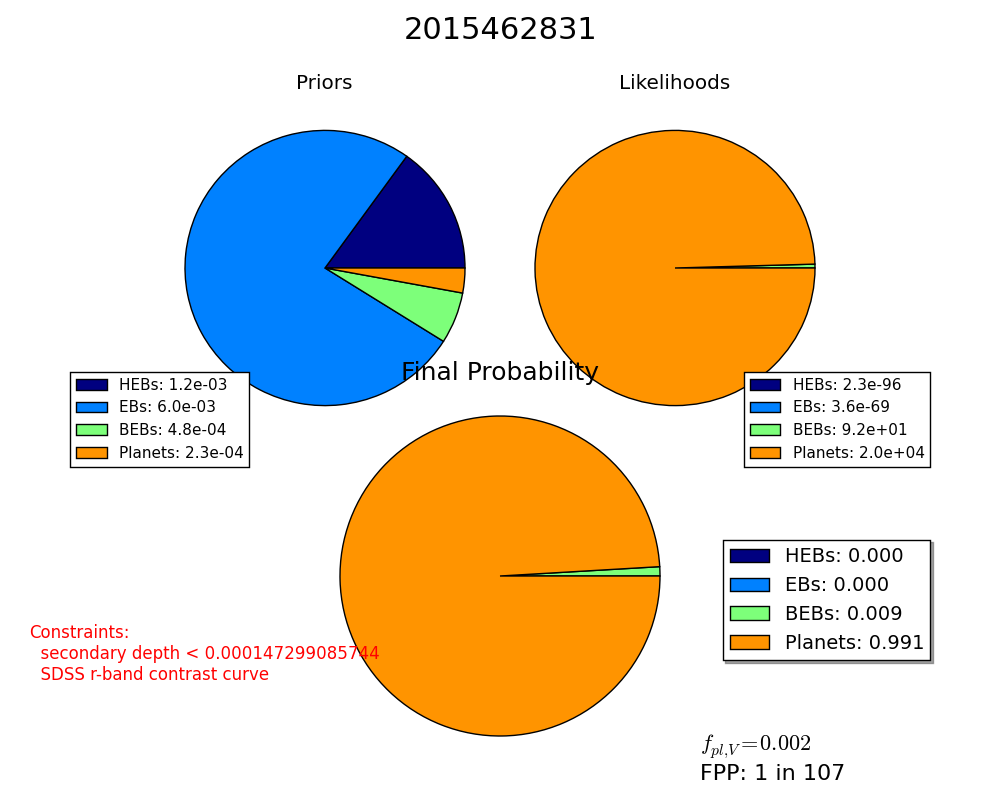 2015462831
Priors
Likelihoods
HEBs: 1.2e-03
EBs: 6.0e-03
BEBs: 4.8e-04
Planets: 2.3e-04
HEBs: 2.3e-96
EBs: 3.6e-69
BEBs: 9.2e+01
Planets: 2.0e+04
Final Probability
HEBs: 0.000
EBs: 0.000
BEBs: 0.009
Planets: 0.991
Constraints:
secondary depth < 0.000147299085744
SDSS r-band contrast curve
f_{pl,V}=0.002
FPP: 1 in 107